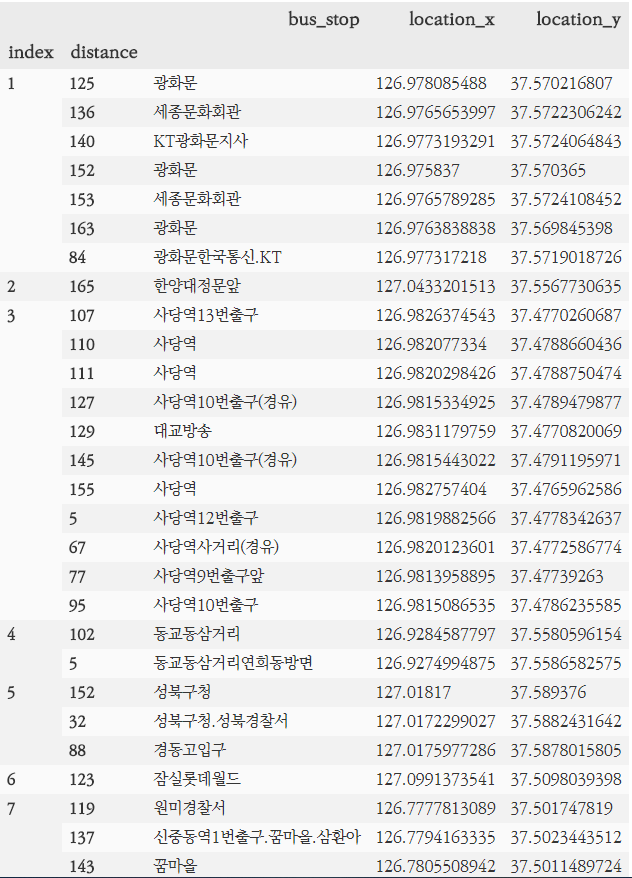 bus_stop location_x location_y
index distance
1 125 광화문 126.978085488 37.570216807
136 세종문화회관 126.9765653997 37.5722306242
140 KT광화문지사 126.9773193291 37.5724064843
152 광화문 126.975837 37.570365
153 세종문화회관 126.9765789285 37.5724108452
163 광화문 126.9763838838 37.569845398
84 광화문한국통신.KT 126.977317218 37.5719018726
2 165 한양대정문앞 127.0433201513 37.5567730635
3 107 사당역13번출구 126.9826374543 37.4770260687
110 사당역 126.982077334 37.4788660436
111 사당역 126.9820298426 37.4788750474
127 사당역10번출구(경유) 126.9815334925 37.4789479877
129 대교방송 126.9831179759 37.4770820069
145 사당역10번출구(경유) 126.9815443022 37.4791195971
155 사당역 126.982757404 37.4765962586
5 사당역12번출구 126.9819882566 37.4778342637
67 사당역사거리(경유) 126.9820123601 37.4772586774
77 사당역9번출구앞 126.9813958895 37.47739263
95 사당역10번출구 126.9815086535 37.4786235585
4 102 동교동삼거리 126.9284587797 37.5580596154
5 동교동삼거리연희동방면 126.9274994875 37.5586582575
5 152 성북구청 127.01817 37.589376
32 성북구청.성북경찰서 127.0172299027 37.5882431642
88 경동고입구 127.0175977286 37.5878015805
6 123 잠실롯데월드 127.0991373541 37.5098039398
7 119 원미경찰서 126.7777813089 37.501747819
137 신중동역1번출구.꿈마을.삼환아 126.7794163335 37.5023443512
143 꿈마을 126.7805508942 37.5011489724